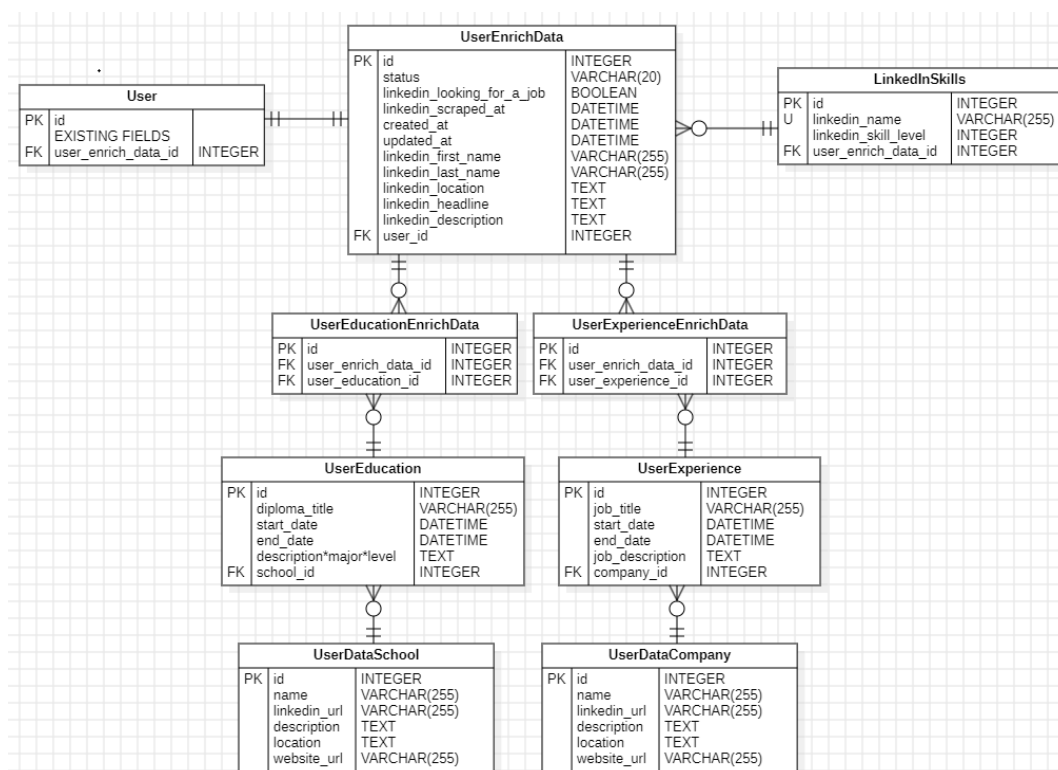 UserEnrichData
PK id INTEGER
status VARCHAR(20)
linkedin_looking_for_a_job BOOLEAN
linkedin_scraped_at DATETIME
created_at DATETIME
updated_at DATETIME
linkedin_first_name VARCHAR(255)
linkedin_last_name VARCHAR(255)
linkedin_location TEXT
linkedin_headline TEXT
linkedin_description TEXT
FK user_id INTEGER
User
PK id
EXISTING FIELDS
FK user_enrich_data_id INTEGER
LinkedInSkills
PK id INTEGER
U linkedin_name VARCHAR(255)
linkedin_skill_level INTEGER
FK user_enrich_data_id INTEGER
UserEducationEnrichData
PK id INTEGER
FK user_enrich_data_id INTEGER
FK user_education_id INTEGER
UserExperienceEnrichData
PK id INTEGER
FK user_enrich_data_id INTEGER
FK user_experience_id INTEGER
UserEducation
PK id INTEGER
diploma_title VARCHAR(255)
start_date DATETIME
end_date DATETIME
description*major*level TEXT
FK school_id INTEGER
UserExperience
PK id INTEGER
job_title VARCHAR(255)
start_date DATETIME
end_date DATETIME
job_description TEXT
FK company_id INTEGER
UserDataSchool
PK id INTEGER
name VARCHAR(255)
linkedin_url VARCHAR(255)
description TEXT
location TEXT
website_url VARCHAR(255)
UserDataCompany
PK id INTEGER
name VARCHAR(255)
linkedin_url VARCHAR(255)
description TEXT
location TEXT
website_url VARCHAR(255)